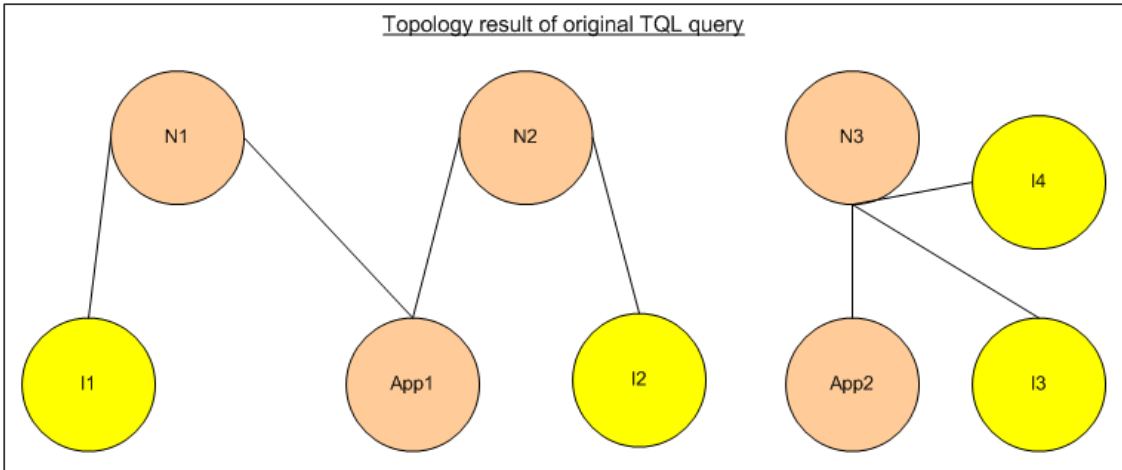 Topology result of original TQL query
N1
N2
N3
I4
I1
App1
I2
App2
I3